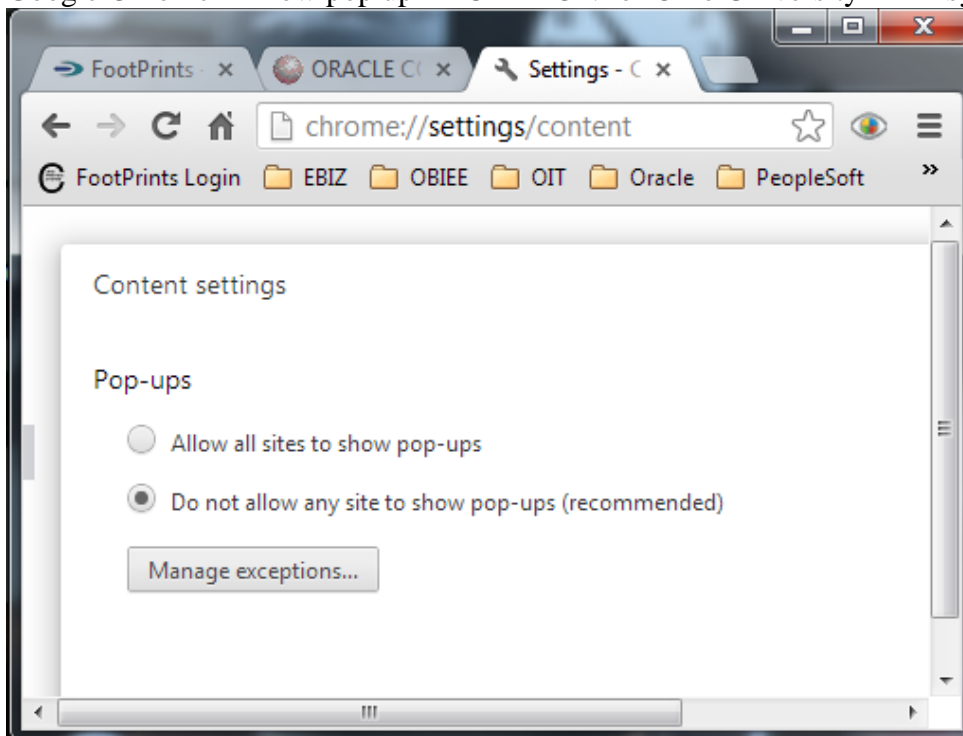 FootPrints
ORACLE
Settings - C
chrome://settings/content
FootPrints Login EBIZ OBIEE OIT Oracle PeopleSoft »
Content settings
Pop-ups
Allow all sites to show pop-ups
Do not allow any site to show pop-ups (recommended)
Manage exceptions...